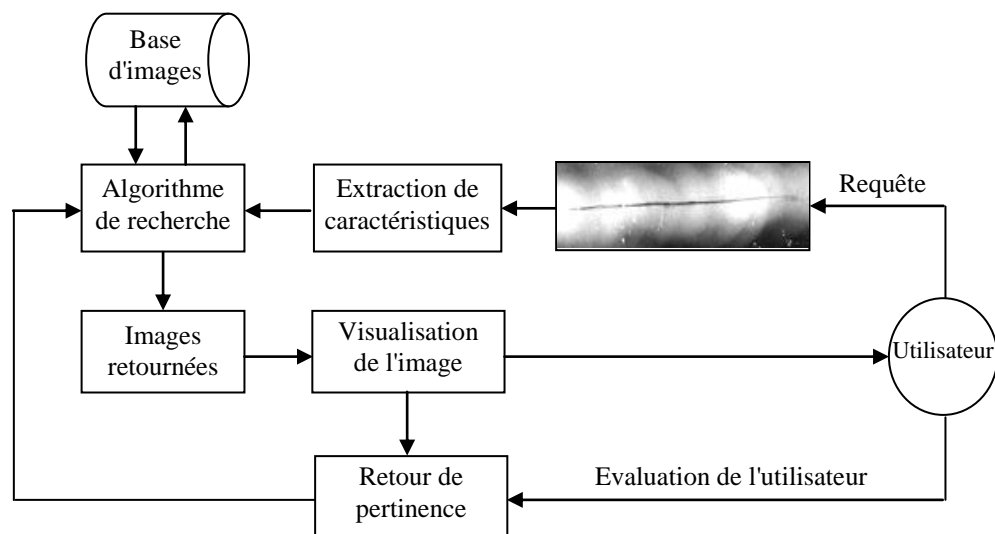 Base
d'images
Algorithme
de recherche
Extraction de
caractéristiques
Requête
Images
retournées
Visualisation
de l'image
Utilisateur
Retour de
pertinence
Evaluation de l'utilisateur